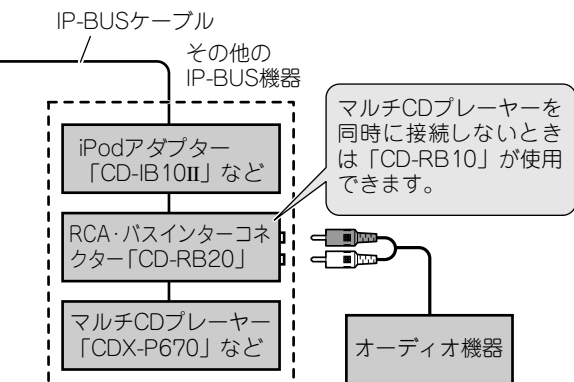 IP-BUSケーブル
その他の
IP-BUS機器
マルチCDプレーヤーを
同時に接続しないとき
は「CD-RB10」が使用
できます。
iPodアダプター
「CD-IB10II」など
RCA・バスインターコネ
クター「CD-RB20」
マルチCDプレーヤー
「CDX-P670」など
オーディオ機器